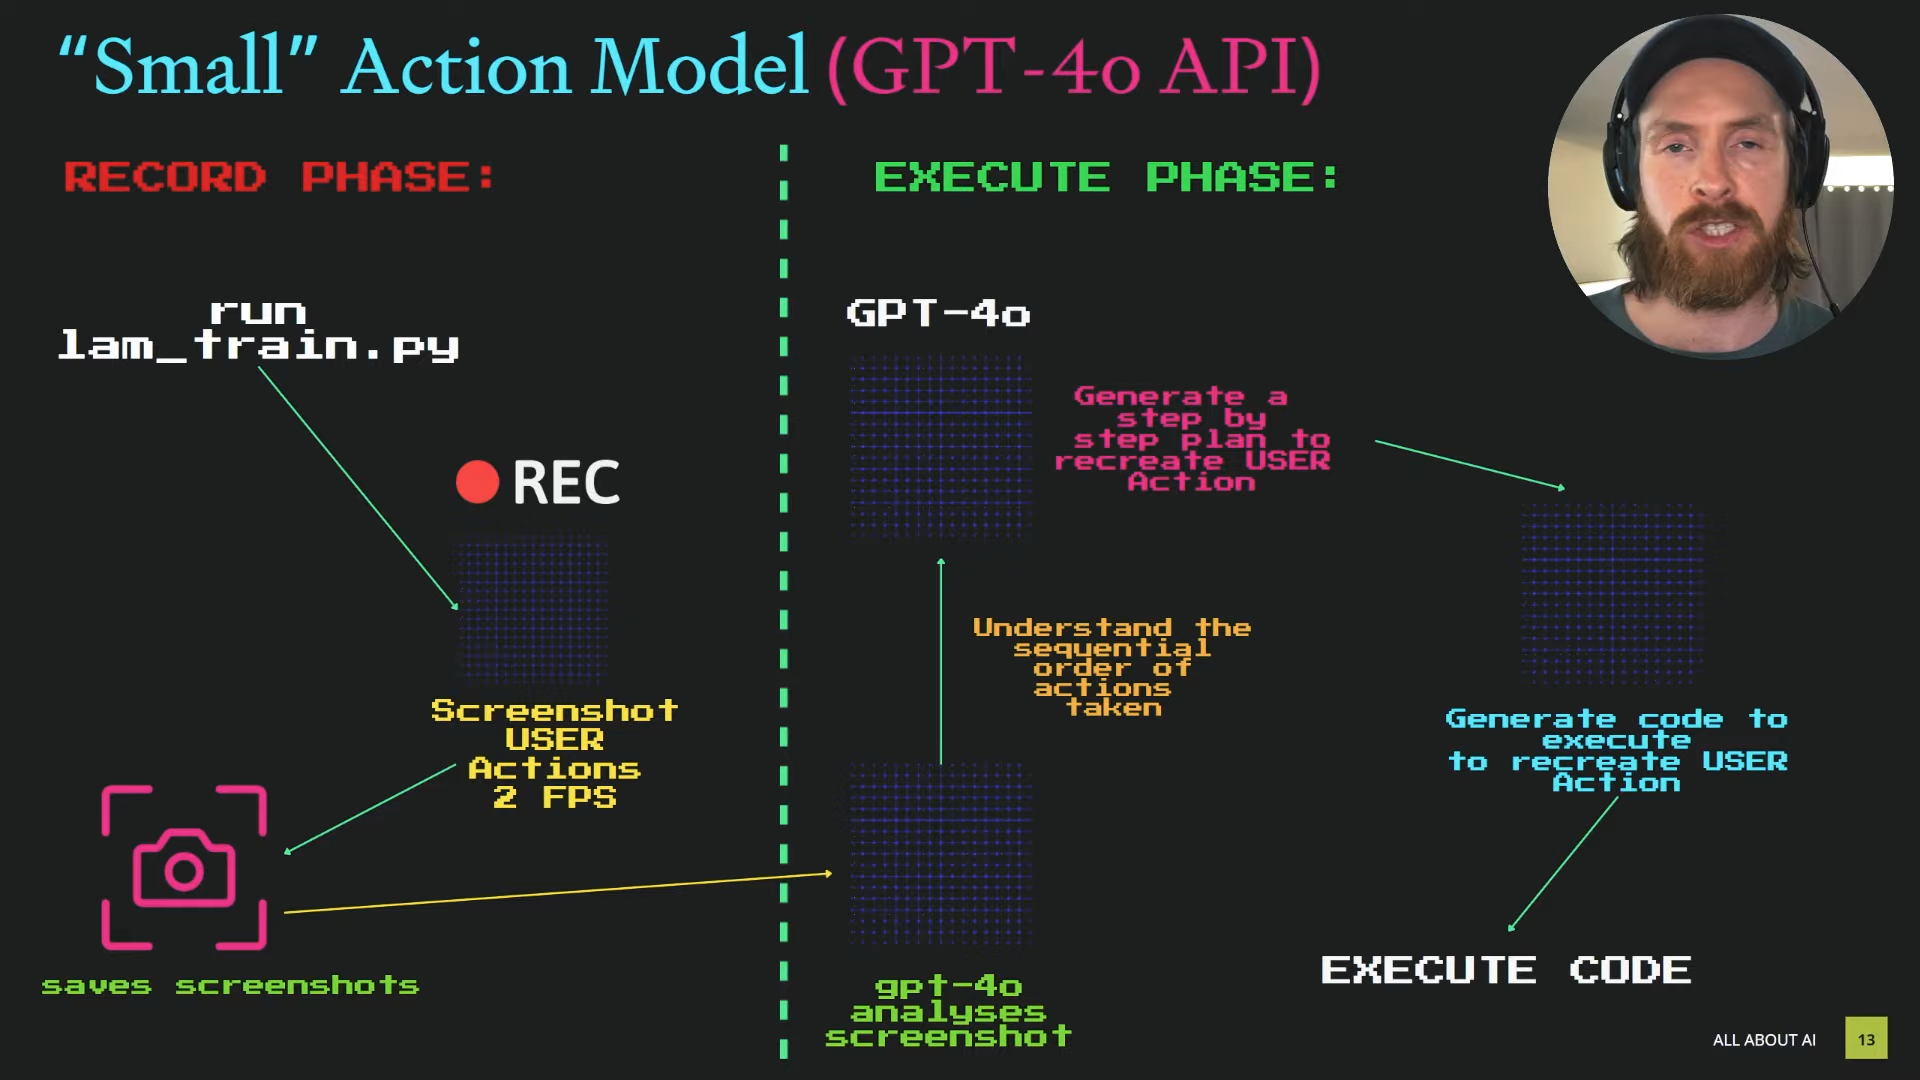 “Small” Action Model (GPT-4o API)
RECORD PHASE:
run
lam_train.py
REC
Screenshot
USER
Actions
2 FPS
saves screenshots
EXECUTE PHASE:
GPT-4o
Generate a
step by
step plan to
recreate USER
Action
Understand the
sequential
order of
actions
taken
gpt-4o
analyses
screenshot
Generate code to
execute
to recreate USER
Action
EXECUTE CODE
ALL ABOUT AI
13